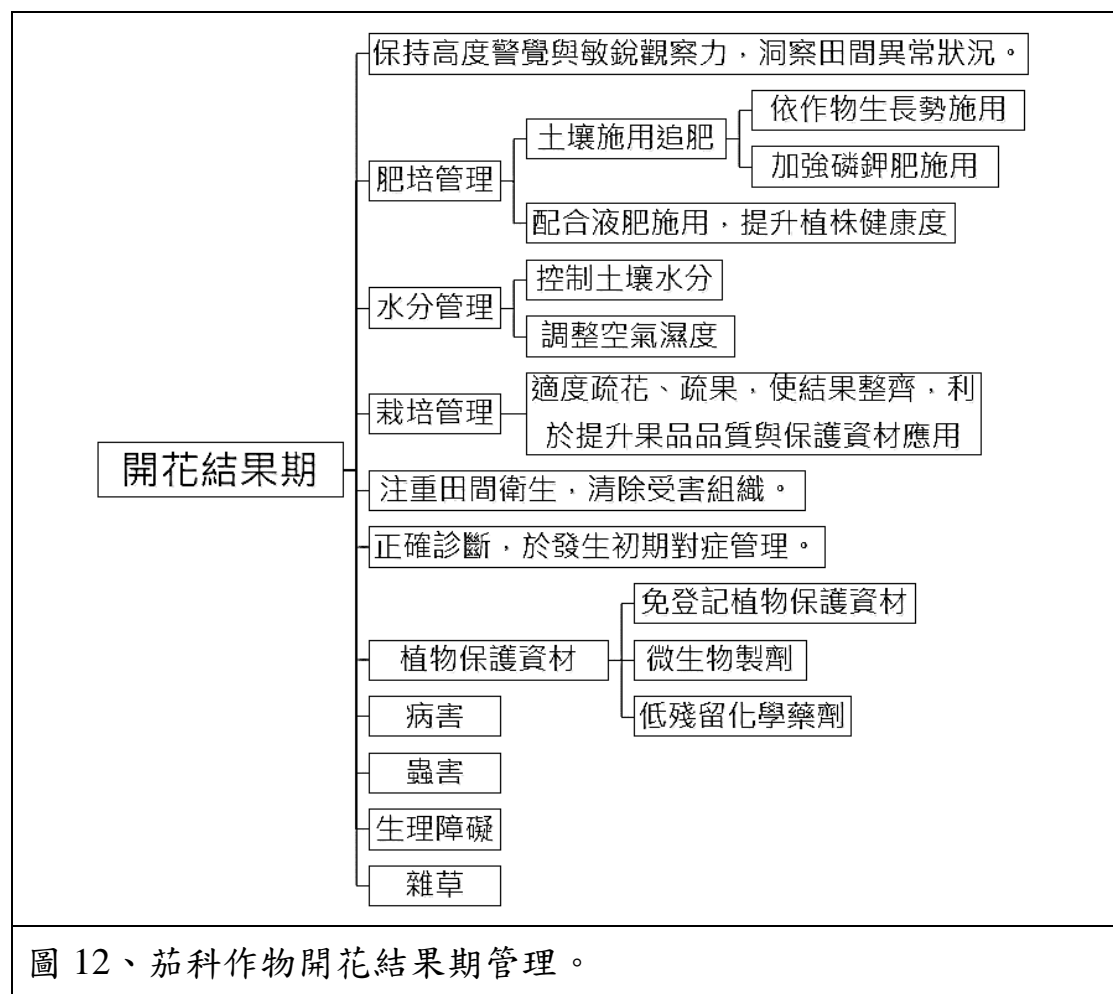 保持高度警覺與敏銳觀察力，洞察田間異常狀況。
肥培管理
土壤施用追肥
依作物生長勢施用
加強磷鉀肥施用
配合液肥施用，提升植株健康度
水分管理
控制土壤水分
調整空氣濕度
栽培管理
適度疏花、疏果，使結果整齊，利
於提升果品品質與保護資材應用
開花結果期
注重田間衛生，清除受害組織。
正確診斷，於發生初期對症管理。
植物保護資材
免登記植物保護資材
微生物製劑
低殘留化學藥劑
病害
蟲害
生理障礙
雜草
圖 12、茄科作物開花結果期管理。